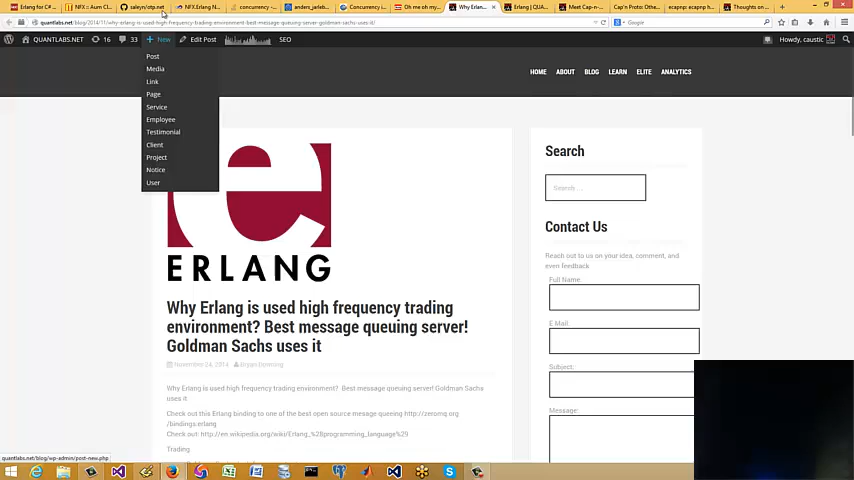 Erlang for C#...
NFX :: Aum Cl...
saleyn/otp.net
NFX.Erlang N...
concurrency -...
anders_jarleb...
Concurrency i...
Oh me oh my...
Why Erlan...
Erlang | QUA...
Meet Cap-n-...
Cap'n Proto: Othe...
ecapnp: ecapnp h...
Thoughts on ...
quantlabs.net/blog/2014/11/why-erlang-is-used-high-frequency-trading-environment-best-message-queuing-server-goldman-sachs-uses-it/
Google
QUANTLABS.NET
16
33
New
Edit Post
SEO
Howdy, caustic
Post
Media
Link
Page
Service
Employee
Testimonial
Client
Project
Notice
User
HOME
ABOUT
BLOG
LEARN
ELITE
ANALYTICS
e
ERLANG
Why Erlang is used high frequency trading
environment? Best message queuing server!
Goldman Sachs uses it
November 24, 2014
Bryan Downing
Why Erlang is used high frequency trading environment? Best message queuing server! Goldman Sachs
uses it
Check out this Erlang binding to one of the best open source message queuing http://zeromq.org
/bindings:erlang
Check out: http://en.wikipedia.org/wiki/Erlang_%28programming_language%29
Trading
Search
Search ...
Contact Us
Reach out to us on your idea, comment, and
even feedback
Full Name:
E Mail:
Subject:
Message:
quantlabs.net/blog/wp-admin/post-new.php